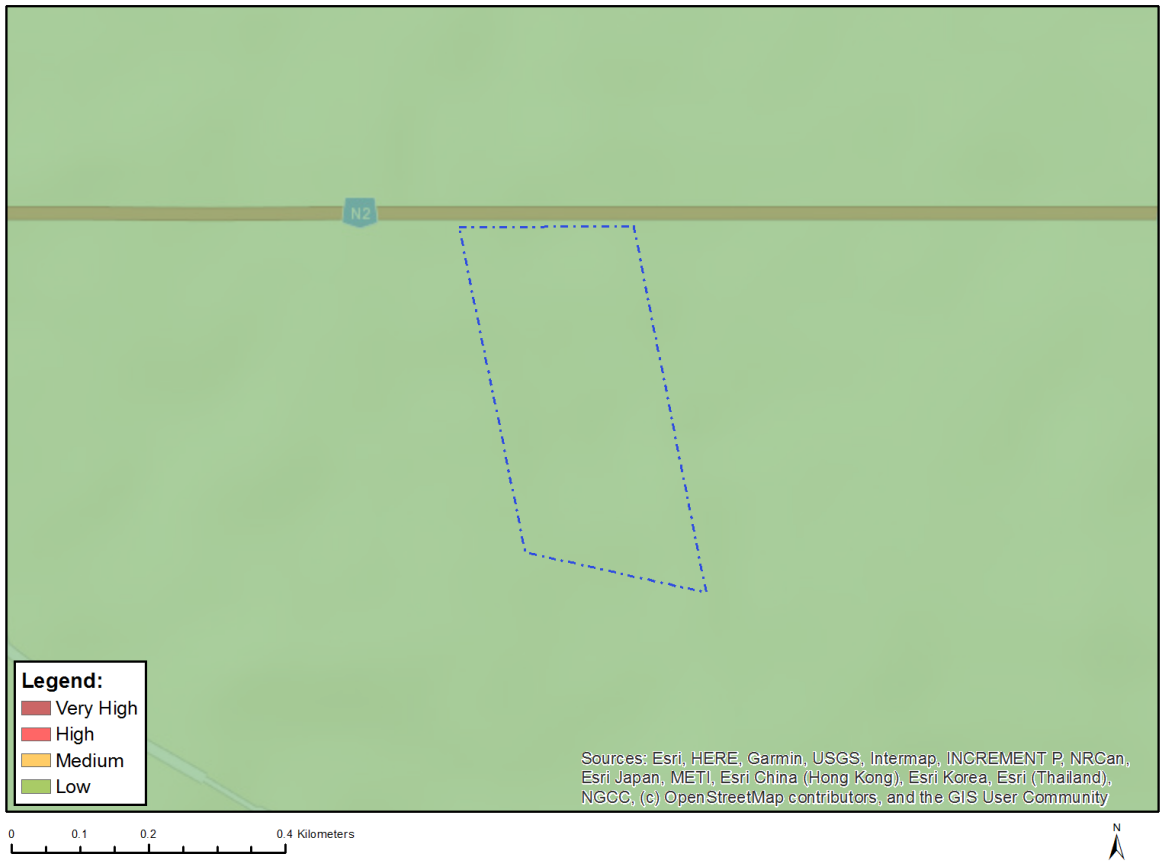 N2
Legend:
Very High
High
Medium
Low
Sources: Esri, HERE, Garmin, USGS, Intermap, INCREMENT P, NRCan,
Esri Japan, METI, Esri China (Hong Kong), Esri Korea, Esri (Thailand),
NGCC, (c) OpenStreetMap contributors, and the GIS User Community
0 0.1 0.2 0.4 Kilometers
N